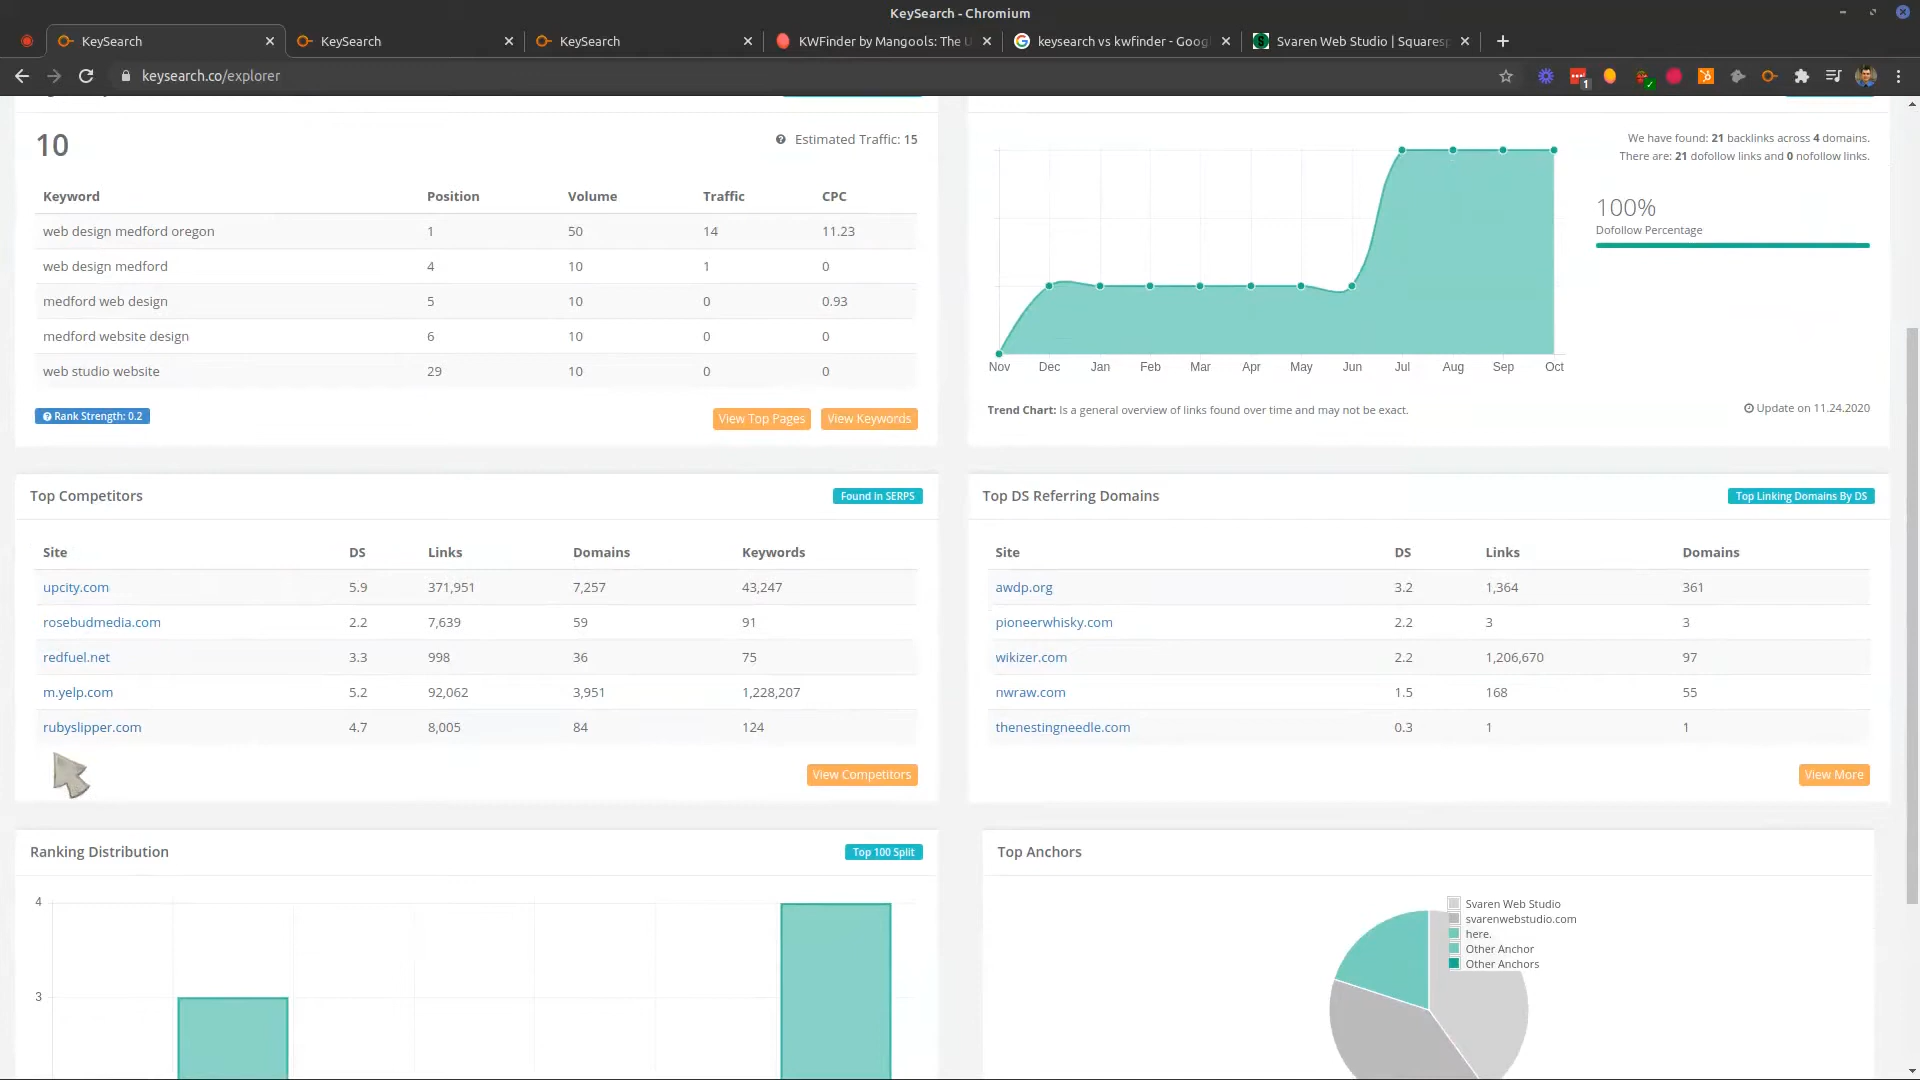 KeySearch - Chromium
KeySearch
KeySearch
KeySearch
KWFinder by Mangools: The U
keysearch vs kwfinder - Goog
Svaren Web Studio | Squaresp
keysearch.co/explorer
1
10
Estimated Traffic: 15
Keyword Position Volume Traffic CPC
web design medford oregon 1 50 14 11.23
web design medford 4 10 1 0
medford web design 5 10 0 0.93
medford website design 6 10 0 0
web studio website 29 10 0 0
Rank Strength: 0.2
View Top Pages
View Keywords
We have found: 21 backlinks across 4 domains.
There are: 21 dofollow links and 0 nofollow links.
100%
Dofollow Percentage
Nov Dec Jan Feb Mar Apr May Jun Jul Aug Sep Oct
Trend Chart: Is a general overview of links found over time and may not be exact.
Update on 11.24.2020
Top Competitors
Found in SERPS
Site DS Links Domains Keywords
upcity.com 5.9 371,951 7,257 43,247
rosebudmedia.com 2.2 7,639 59 91
redfuel.net 3.3 998 36 75
m.yelp.com 5.2 92,062 3,951 1,228,207
rubyslipper.com 4.7 8,005 84 124
View Competitors
Top DS Referring Domains
Top Linking Domains By DS
Site DS Links Domains
awdp.org 3.2 1,364 361
pioneerwhisky.com 2.2 3 3
wikizer.com 2.2 1,206,670 97
nwraw.com 1.5 168 55
thenestingneedle.com 0.3 1 1
View More
Ranking Distribution
Top 100 Split
4
3
Top Anchors
Svaren Web Studio
svarenwebstudio.com
here.
Other Anchor
Other Anchors